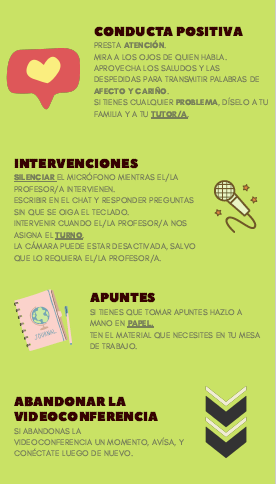 CONDUCTA POSITIVA
PRESTA ATENCIÓN.
MIRA A LOS OJOS DE QUIEN HABLA.
APROVECHA LOS SALUDOS Y LAS
DESPEDIDAS PARA TRANSMITIR PALABRAS DE
AFECTO Y CARIÑO.
SI TIENES CUALQUIER PROBLEMA, DÍSELO A TU
FAMILIA Y A TU TUTOR/A.
INTERVENCIONES
SILENCIAR EL MICRÓFONO MIENTRAS EL/LA
PROFESOR/A INTERVIENEN.
ESCRIBIR EN EL CHAT Y RESPONDER PREGUNTAS
SIN QUE SE OIGA EL TECLADO.
INTERVENIR CUANDO EL/LA PROFESOR/A NOS
ASIGNA EL TURNO.
LA CÁMARA PUEDE ESTAR DESACTIVADA, SALVO
QUE LO REQUIERA EL/LA PROFESOR/A.
APUNTES
SI TIENES QUE TOMAR APUNTES HAZLO A
MANO EN PAPEL.
TEN EL MATERIAL QUE NECESITES EN TU MESA
DE TRABAJO.
JOURNAL
ABANDONAR LA
VIDEOCONFERENCIA
SI ABANDONAS LA
VIDEOCONFERENCIA UN MOMENTO, AVÍSA, Y
CONÉCTATE LUEGO DE NUEVO.